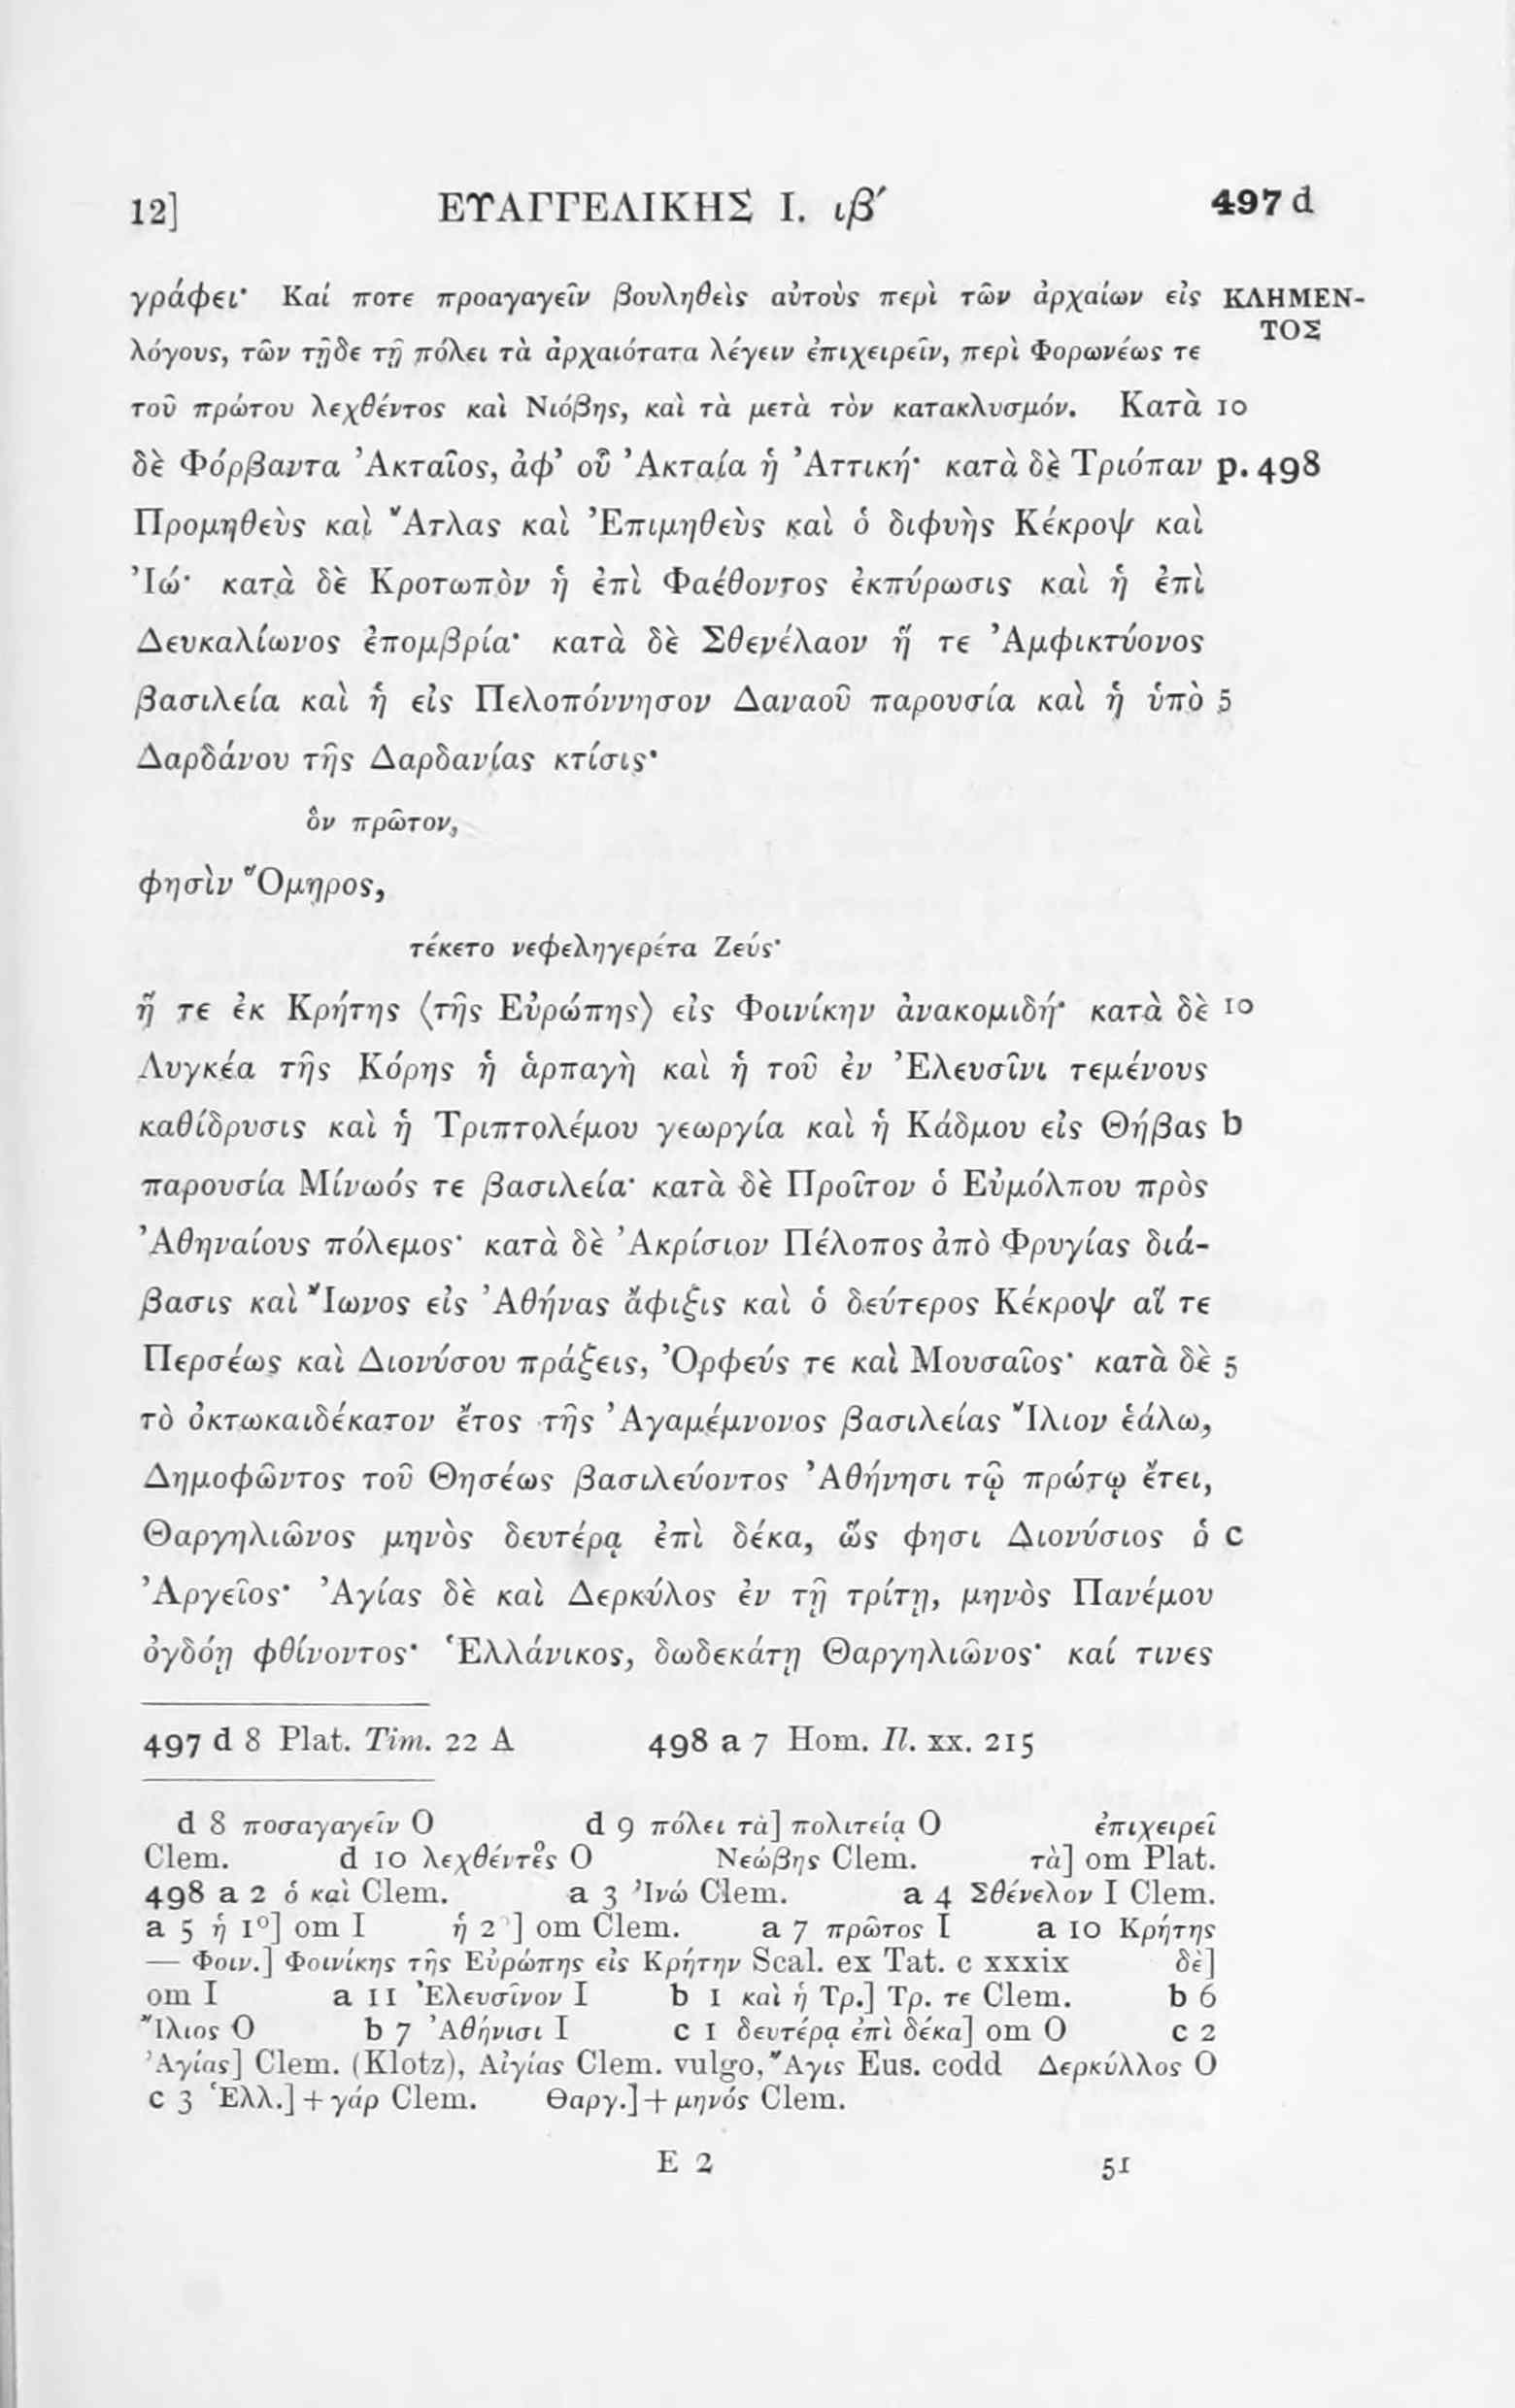 12] ΕΥΑΓΓΕΛΙΚΗΣ Ι. ιβ′ 497 d
γράφει· Καί ποτε προαγαγεῖν βουληθεὶς αὐτοὺς περὶ τῶν ἀρχαίων εἰς ΚΛΗΜΕΝ-
ΤΟΣ
λόγους, τῶν τῇδε τῇ πόλει τὰ ἀρχαιότατα λέγειν ἐπιχειρεῖν, περὶ Φορωνέως τε
τοῦ πρώτου λεχθέντος καὶ Νιόβης, καὶ τὰ μετὰ τὸν κατακλυσμόν. Κατὰ 10
δὲ Φόρβαντα Ἀκταῖος, ἀφ’ οὗ Ἀκταία ἡ Ἀττική· κατὰ δὲ Τριόπαν p. 498
Προμηθεὺς καὶ Ἄτλας καὶ Ἐπιμηθεὺς καὶ ὁ διφυὴς Κέκροψ καὶ
Ἰώ· κατὰ δὲ Κροτωπὸν ἡ ἐπὶ Φαέθοντος ἐκπύρωσις καὶ ἡ ἐπὶ
Δευκαλίωνος ἐπομβρία· κατὰ δὲ Σθενέλαον ἥ τε Ἀμφικτύονος
βασιλεία καὶ ἡ εἰς Πελοπόννησον Δαναοῦ παρουσία καὶ ἡ ὑπὸ 5
Δαρδάνου τῆς Δαρδανίας κτίσις·
ὃν πρῶτον,
φησὶν Ὅμηρος,
τέκετο νεφεληγερέτα Ζεύς·
ἥ τε ἐκ Κρήτης ⟨τῆς Εὐρώπης⟩ εἰς Φοινίκην ἀνακομιδή· κατὰ δὲ 10
Λυγκέα τῆς Κόρης ἡ ἁρπαγὴ καὶ ἡ τοῦ ἐν Ἐλευσῖνι τεμένους
καθίδρυσις καὶ ἡ Τριπτολέμου γεωργία καὶ ἡ Κάδμου εἰς Θήβας b
παρουσία Μίνωός τε βασιλεία· κατὰ δὲ Προῖτον ὁ Εὐμόλπου πρὸς
Ἀθηναίους πόλεμος· κατὰ δὲ Ἀκρίσιον Πέλοπος ἀπὸ Φρυγίας διά-
βασις καὶ Ἴωνος εἰς Ἀθήνας ἄφιξις καὶ ὁ δεύτερος Κέκροψ αἵ τε
Περσέως καὶ Διονύσου πράξεις, Ὀρφεύς τε καὶ Μουσαῖος· κατὰ δὲ 5
τὸ ὀκτωκαιδέκατον ἔτος τῆς Ἀγαμέμνονος βασιλείας Ἴλιον ἑάλω,
Δημοφῶντος τοῦ Θησέως βασιλεύοντος Ἀθήνησι τῷ πρώτῳ ἔτει,
Θαργηλιῶνος μηνὸς δευτέρᾳ ἐπὶ δέκα, ὥς φησι Διονύσιος ὁ c
Ἀργεῖος· Ἀγίας δὲ καὶ Δερκύλος ἐν τῇ τρίτῃ, μηνὸς Πανέμου
ὀγδόῃ φθίνοντος· Ἑλλάνικος, δωδεκάτῃ Θαργηλιῶνος· καί τινες
497 d 8 Plat. Tim. 22 A 498 a 7 Hom. Il. xx. 215
d 8 ποσαγαγεῖν O d 9 πόλει τὰ] πολιτείᾳ O ἐπιχειρεῖ
Clem. d 10 λεχθέντες̊ O Νεώβης Clem. τὰ] om Plat.
498 a 2 ὁ καὶ Clem. a 3 Ἰνώ Clem. a 4 Σθένελον I Clem.
a 5 ἡ 1⁰] om I ἡ 2⁰] om Clem. a 7 πρῶτος I a 10 Κρήτης
— Φοιν.] Φοινίκης τῆς Εὐρώπης εἰς Κρήτην Scal. ex Tat. c xxxix δὲ]
om I a 11 Ἐλευσῖνον I b 1 καὶ ἡ Τρ.] Τρ. τε Clem. b 6
Ἴλιος O b 7 Ἀθήνισι I c 1 δευτέρᾳ ἐπὶ δέκα] om O c 2
Ἀγίας] Clem. (Klotz), Αἰγίας Clem. vulgo, Ἄγις Eus. codd Δερκύλλος O
c 3 Ἑλλ.] + γάρ Clem. Θαργ.] + μηνός Clem.
E 2 51